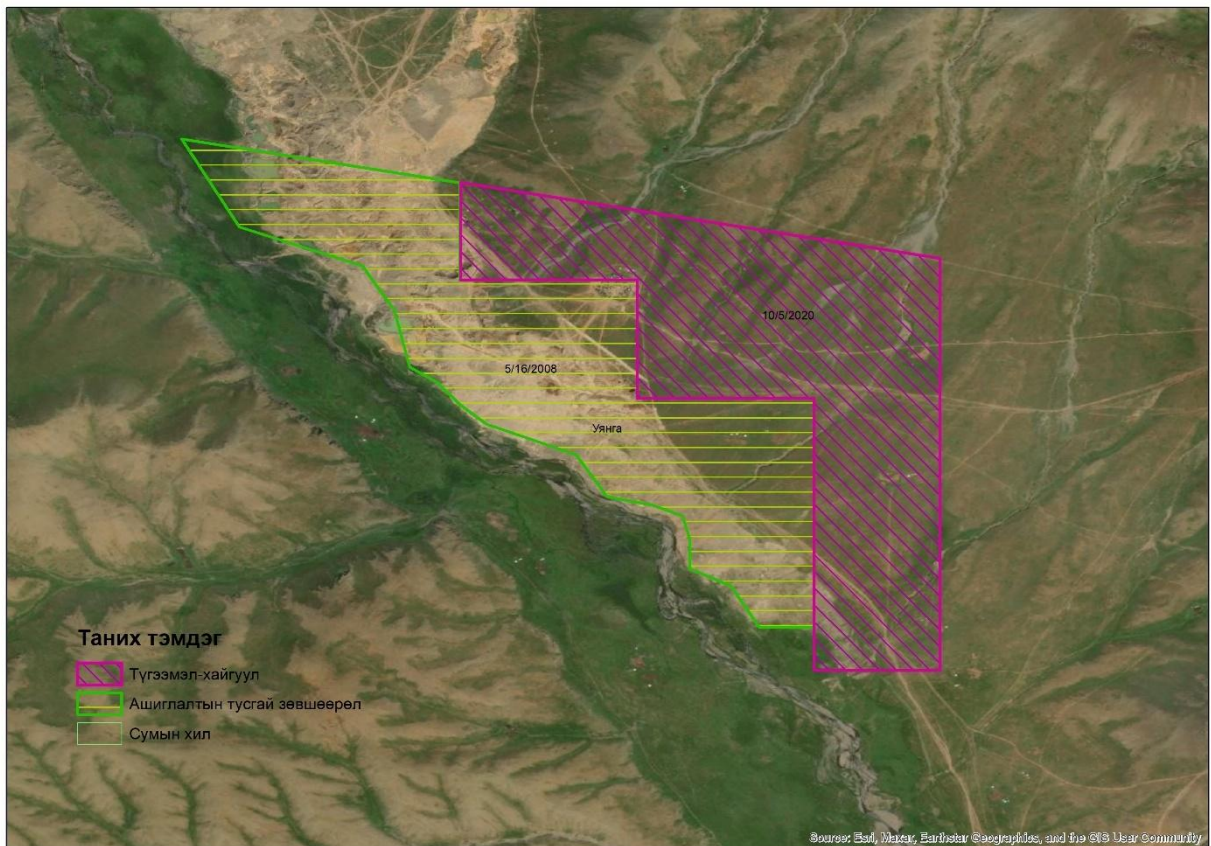 10/5/2020
5/16/2008
Уянга
Таних тэмдэг
Түгээмэл-хайгуул
Ашиглалтын тусгай зөвшөөрөл
Сумын хил
Source: Esri, Maxar, Earthstar Geographics, and the GIS User Community